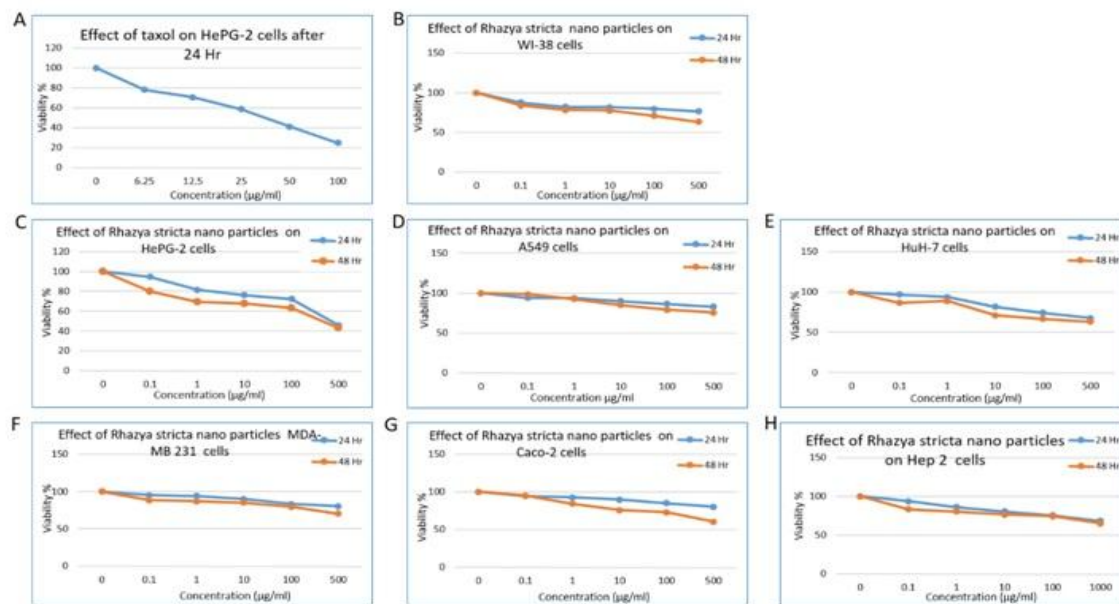 A
Effect of taxol on HePG-2 cells after
24 Hr
120
100
80
60
40
20
0
Viability %
0 6.25 12.5 25 50 100
Concentration (µg/ml)
B
Effect of Rhazya stricta nano particles on
WI-38 cells
24 Hr
48 Hr
150
100
50
0
Viability %
0 0.1 1 10 100 500
Concentration (µg/ml)
C
Effect of Rhazya stricta nano particles on
HePG-2 cells
24 Hr
48 Hr
120
100
80
60
40
20
0
Viability %
0 0.1 1 10 100 500
Concentration (µg/ml)
D
Effect of Rhazya stricta nano particles on
A549 cells
24 Hr
48 Hr
150
100
50
0
Viability %
0 0.1 1 10 100 500
Concentration µg/ml
E
Effect of Rhazya stricta nano particles on
HuH-7 cells
24 Hr
48 Hr
150
100
50
0
Viability %
0 0.1 1 10 100 500
Concentration (µg/ml)
F
Effect of Rhazya stricta nano particles MDA-
MB 231 cells
24 Hr
48 Hr
150
100
50
0
Viability %
0 0.1 1 10 100 500
Concentration (µg/ml)
G
Effect of Rhazya stricta nano particles on
Caco-2 cells
24 Hr
48 Hr
150
100
50
0
Viability %
0 0.1 1 10 100 500
Concentration (µg/ml)
H
Effect of Rhazya stricta nano particles
on Hep 2 cells
24 Hr
48 Hr
150
100
50
0
Viability %
0 0.1 1 10 100 1000
Concentration (µg/ml)